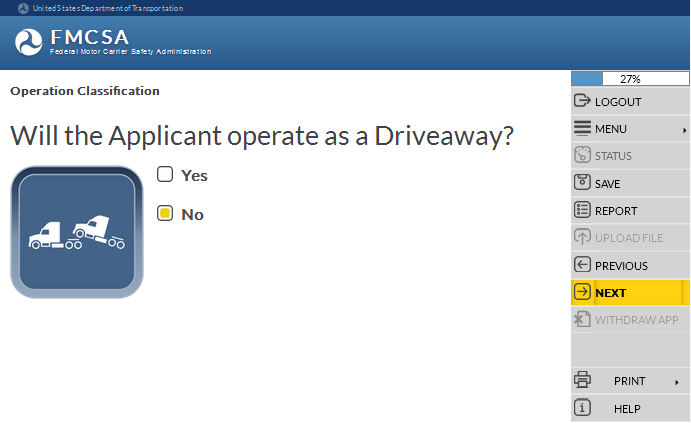 United States Department of Transportation
FMCSA
Federal Motor Carrier Safety Administration
Operation Classification
Will the Applicant operate as a Driveaway?
Yes
No
27%
LOGOUT
MENU
STATUS
SAVE
REPORT
UPLOAD FILE
PREVIOUS
NEXT
WITHDRAW APP
PRINT
HELP